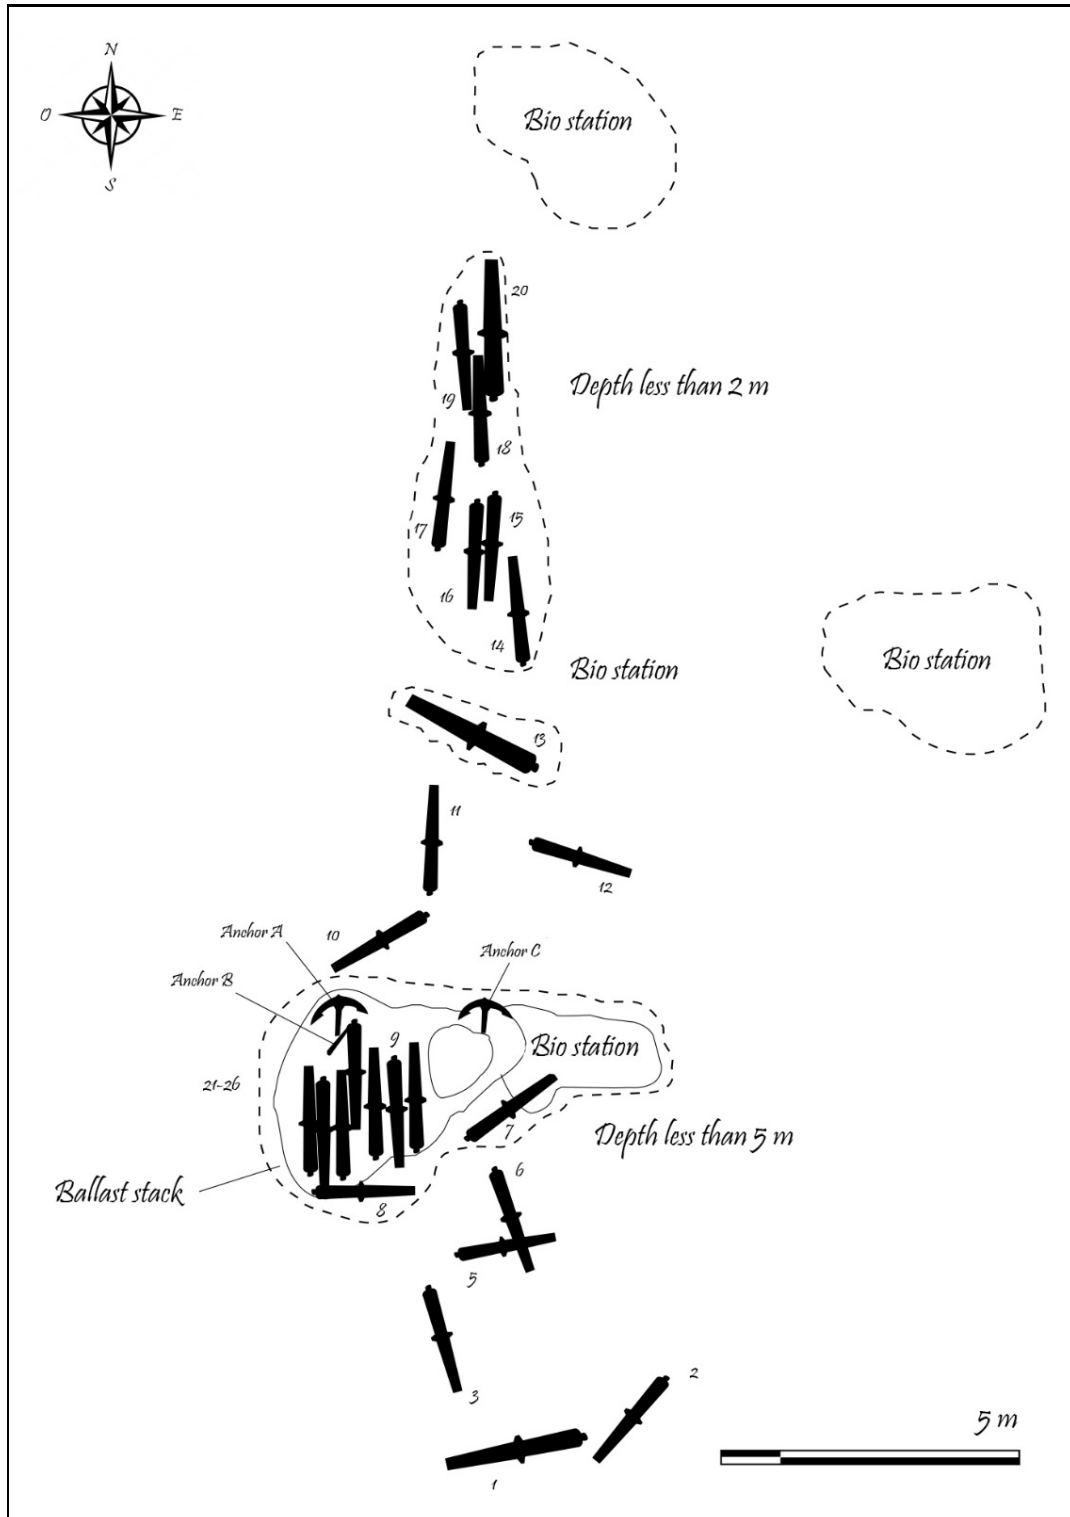 N
O
E
S
Bio station
20
Depth less than 2 m
19
18
17
15
16
14
Bio station
Bio station
13
11
12
Anchor A
10
Anchor C
Anchor B
9
Bio station
21-26
7
Depth less than 5 m
6
Ballast stack
8
5
3
2
5 m
1